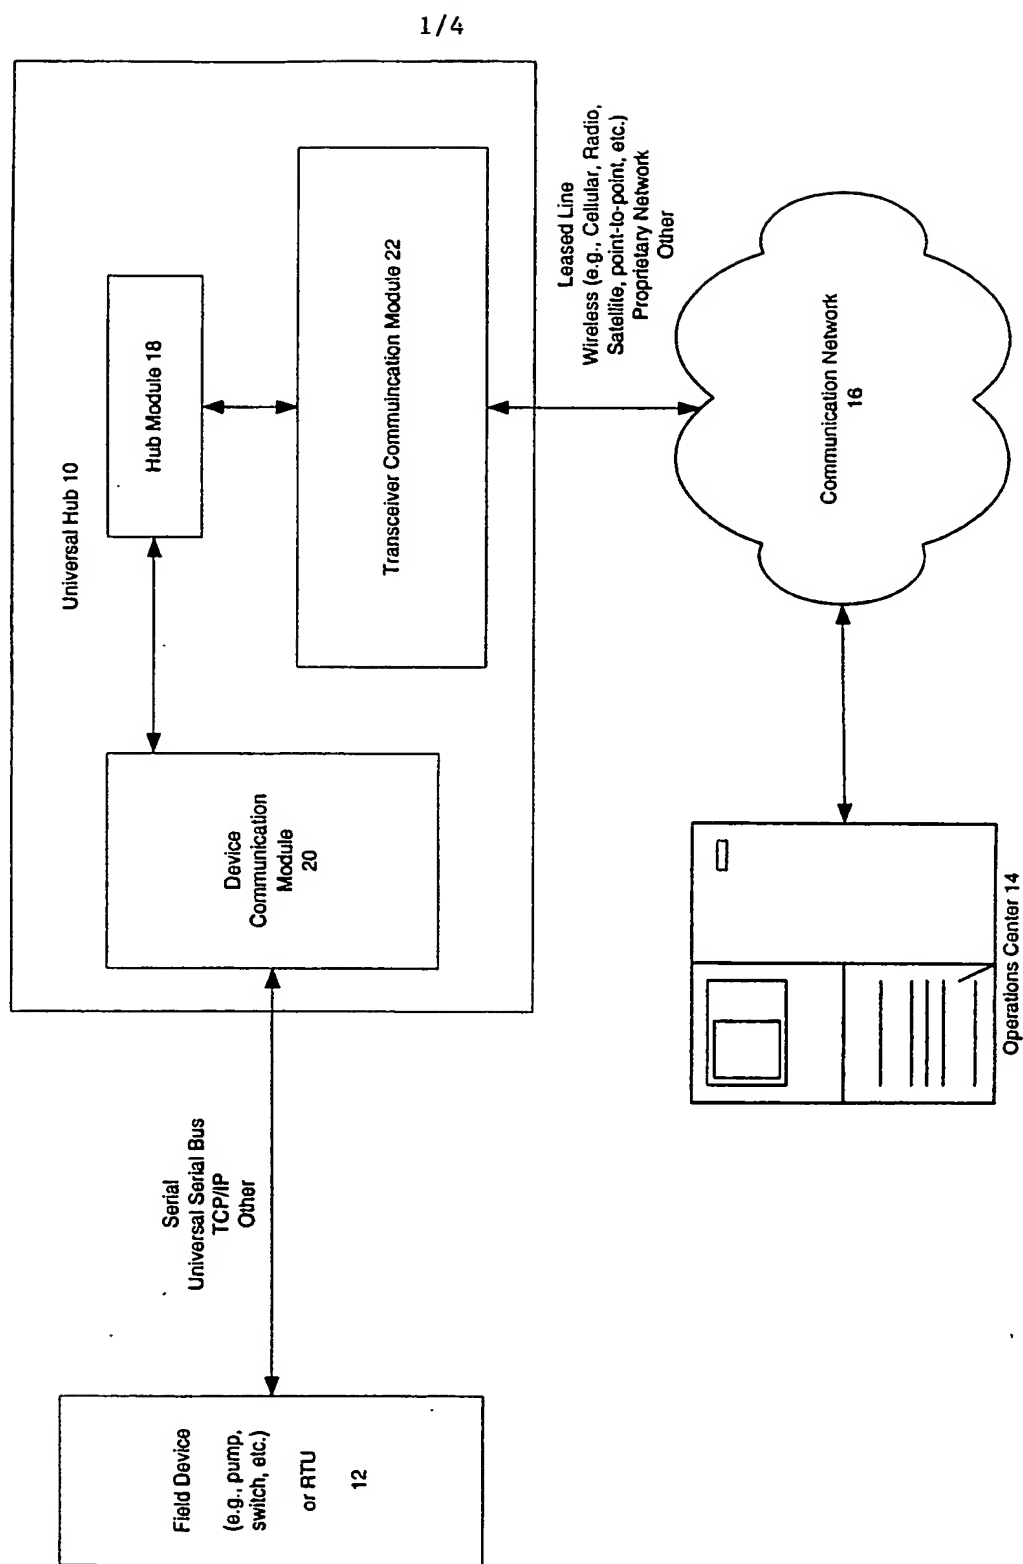 1/4
Universal Hub 10
Hub Module 18
Transceiver Commuincation Module 22
Device
Communication
Module
20
Serial
Universal Serial Bus
TCP/IP
Other
Field Device
(e.g., pump,
switch, etc.)
or RTU
12
Leased Line
Wireless (e.g., Cellular, Radio,
Satellite, point-to-point, etc.)
Proprietary Network
Other
Communication Network
16
Operations Center 14